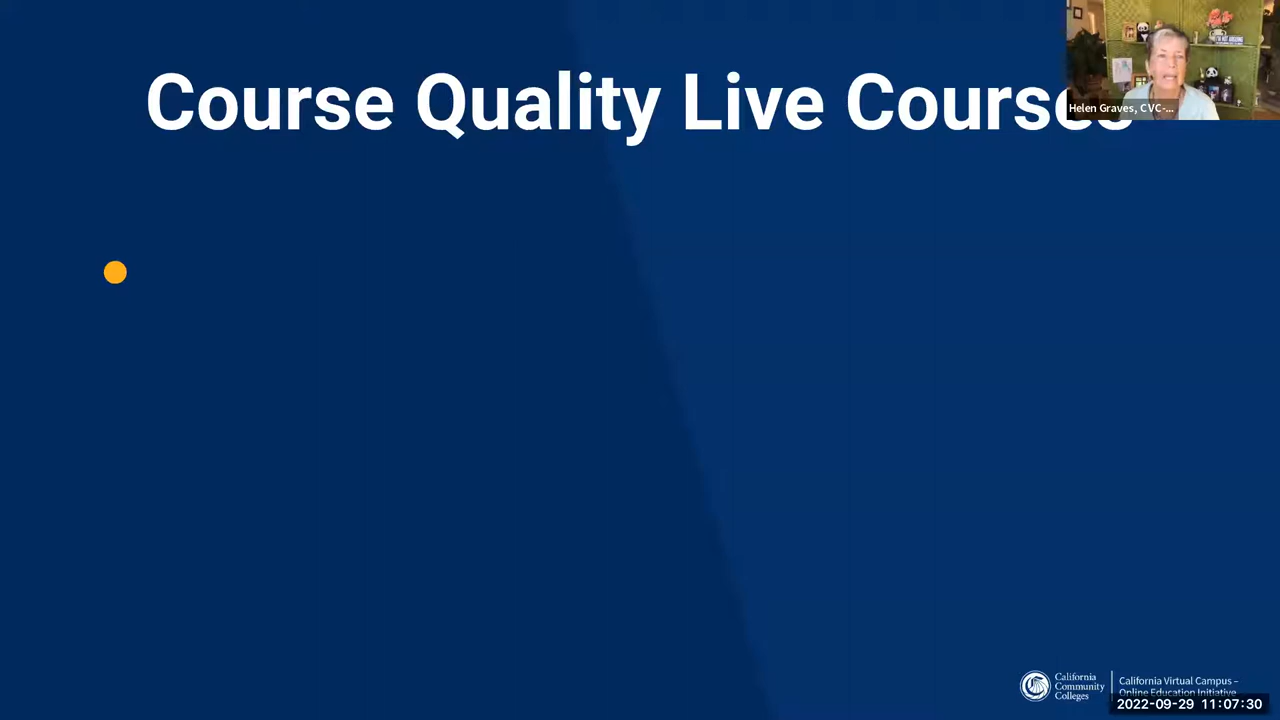 Course Quality Live Courses
Helen Graves, CVC-...
California
Community
Colleges
California Virtual Campus –
Online Education Initiative
2022-09-29 11:07:30